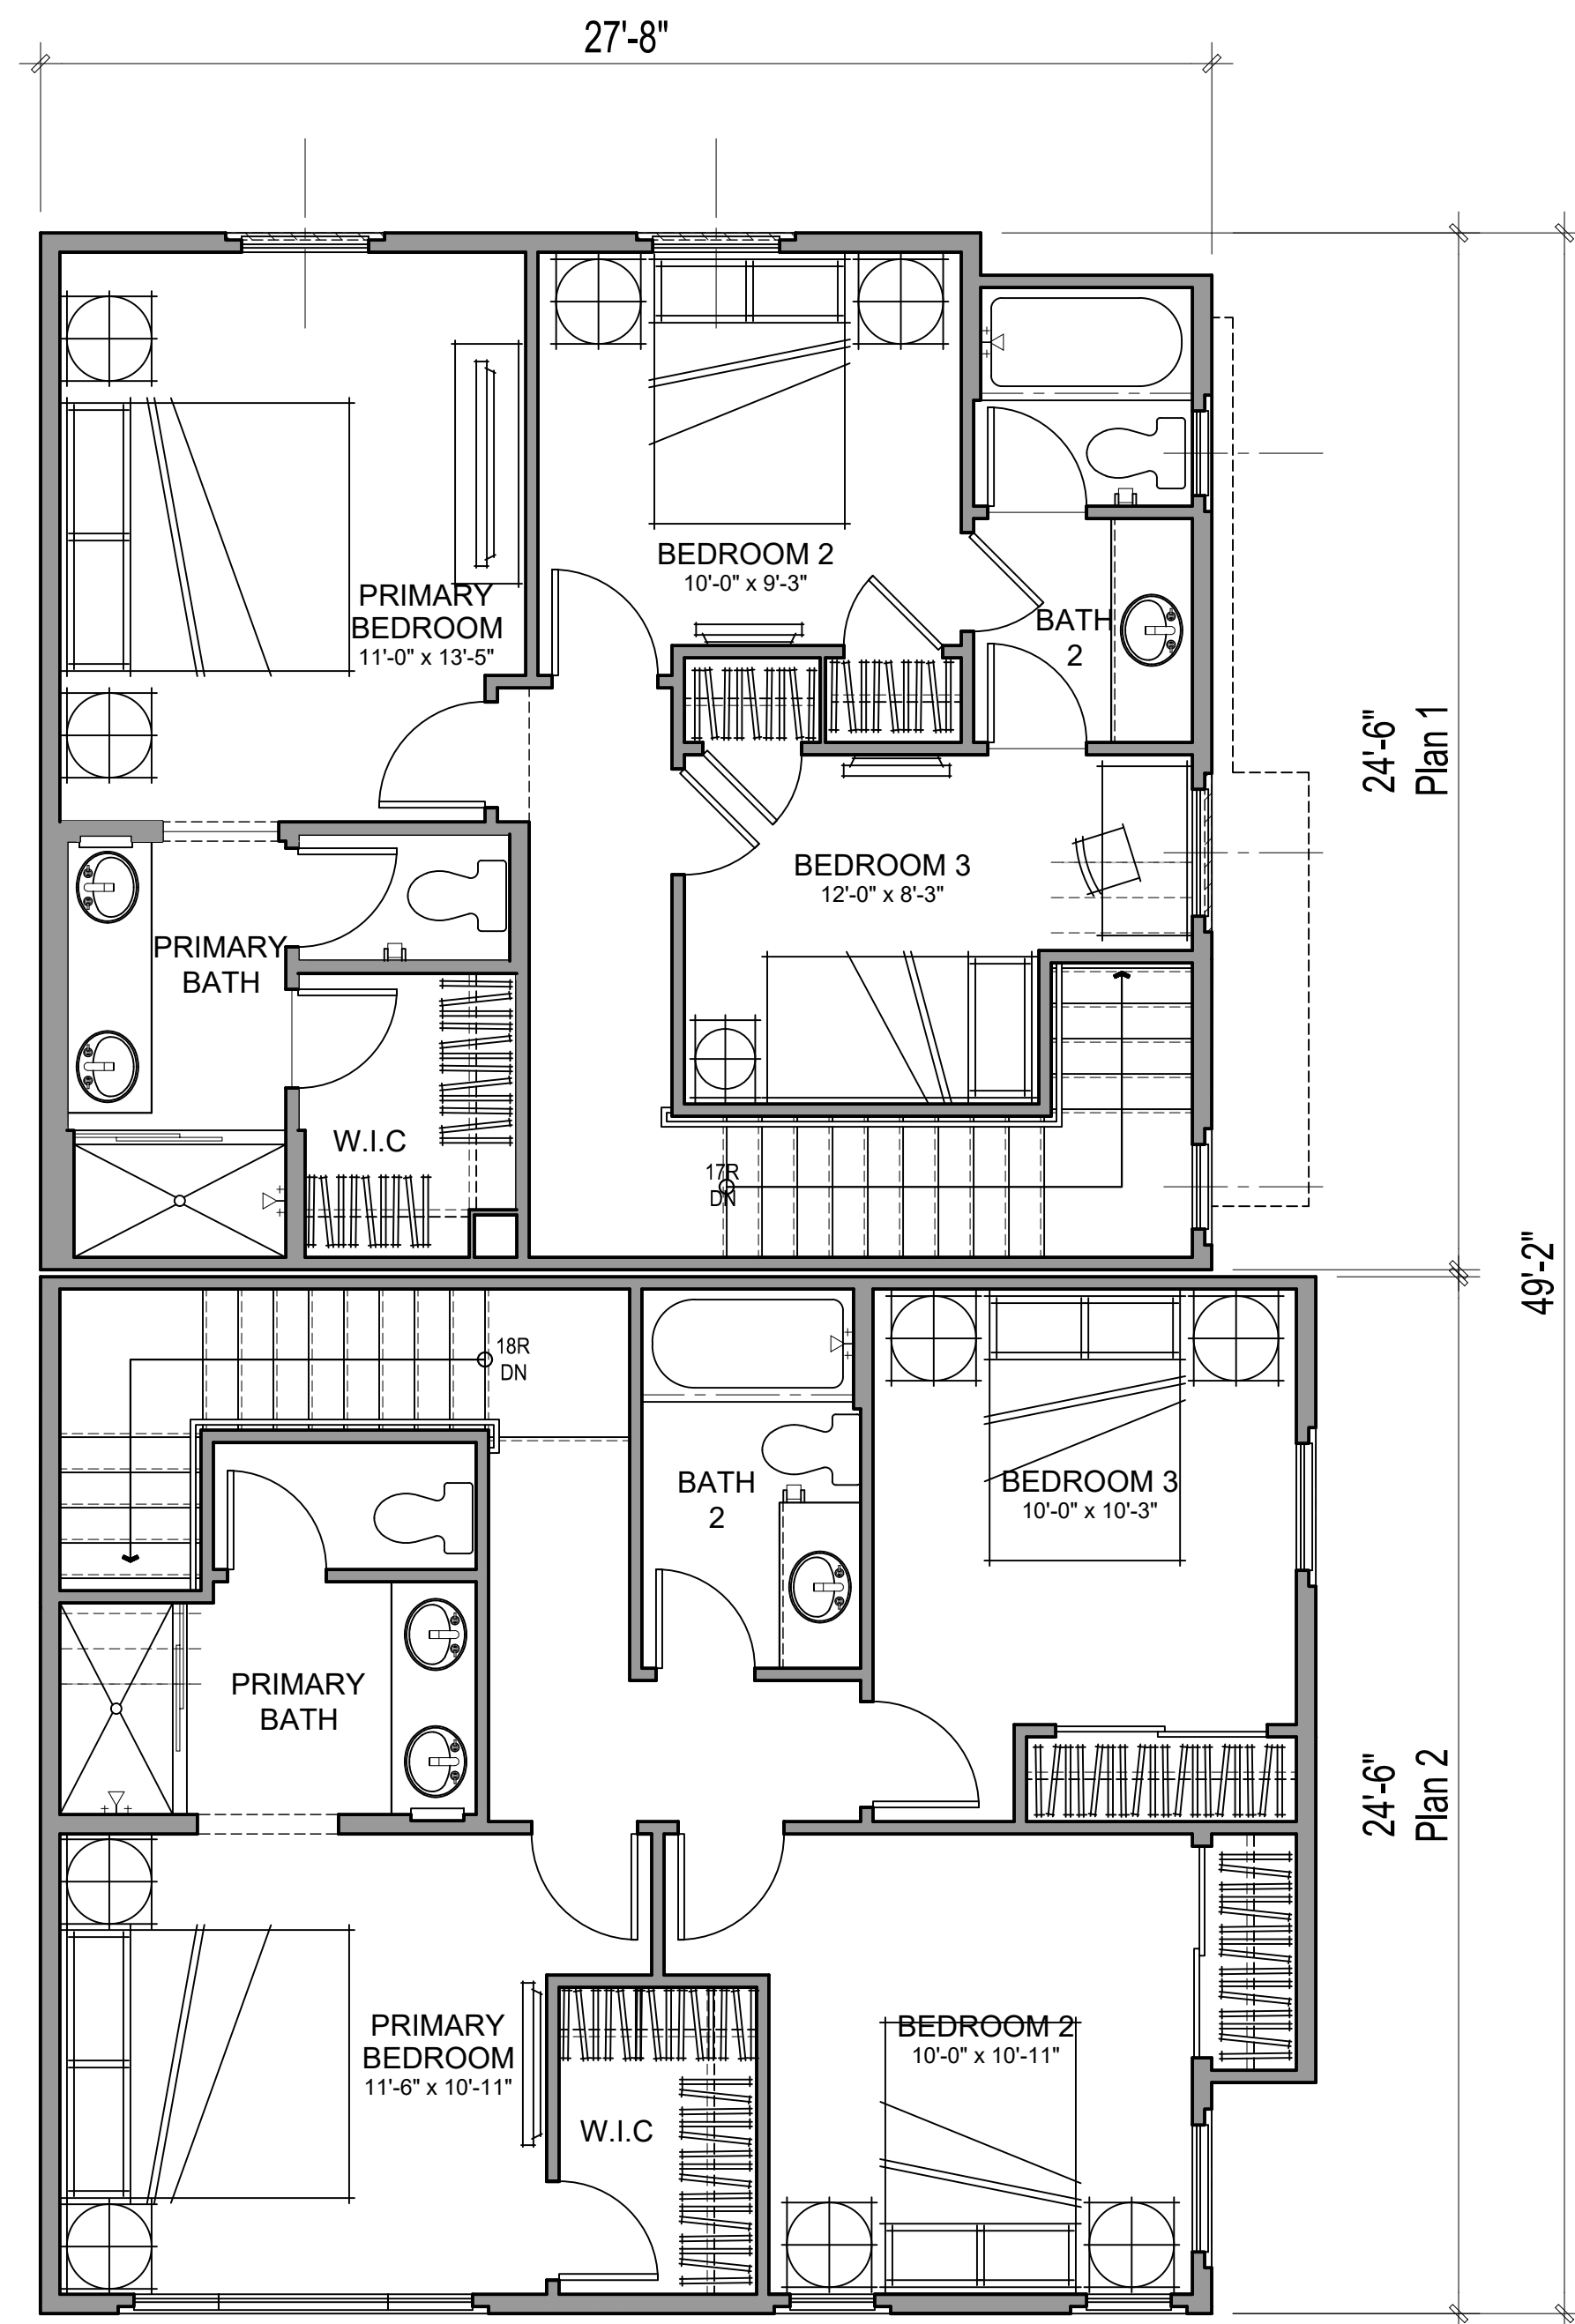 27'-8"
BEDROOM 2
10'-0" x 9'-3"
PRIMARY
BEDROOM
11'-0" x 13'-5"
BATH
2
24'-6"
Plan 1
BEDROOM 3
12'-0" x 8'-3"
PRIMARY
BATH
W.I.C
17R
DN
49'-2"
18R
DN
BATH
2
BEDROOM 3
10'-0" x 10'-3"
PRIMARY
BATH
24'-6"
Plan 2
PRIMARY
BEDROOM
11'-6" x 10'-11"
BEDROOM 2
10'-0" x 10'-11"
W.I.C